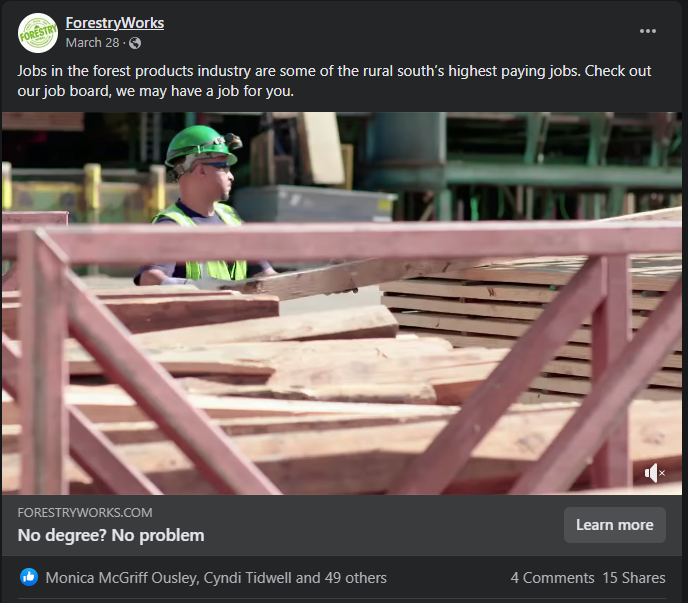 FORESTRY
ForestryWorks
March 28 ·
Jobs in the forest products industry are some of the rural south's highest paying jobs. Check out
our job board, we may have a job for you.
FORESTRYWORKS.COM
No degree? No problem
Learn more
Monica McGriff Ousley, Cyndi Tidwell and 49 others
4 Comments 15 Shares